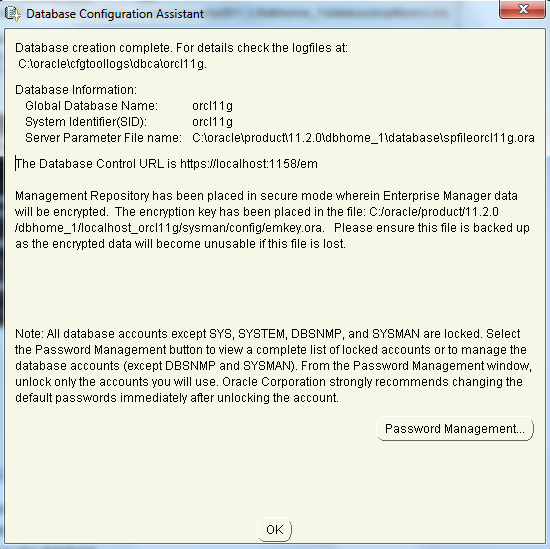 Database Configuration Assistant
Database creation complete. For details check the logfiles at:
C:\oracle\cfgtoollogs\dbca\orcl11g.
Database Information:
Global Database Name: orcl11g
System Identifier(SID): orcl11g
Server Parameter File name: C:\oracle\product\11.2.0\dbhome_1\database\spfileorcl11g.ora
The Database Control URL is https://localhost:1158/em
Management Repository has been placed in secure mode wherein Enterprise Manager data
will be encrypted. The encryption key has been placed in the file: C:/oracle/product/11.2.0
/dbhome_1/localhost_orcl11g/sysman/config/emkey.ora. Please ensure this file is backed up
as the encrypted data will become unusable if this file is lost.
Note: All database accounts except SYS, SYSTEM, DBSNMP, and SYSMAN are locked. Select
the Password Management button to view a complete list of locked accounts or to manage the
database accounts (except DBSNMP and SYSMAN). From the Password Management window,
unlock only the accounts you will use. Oracle Corporation strongly recommends changing the
default passwords immediately after unlocking the account.
Password Management...
OK